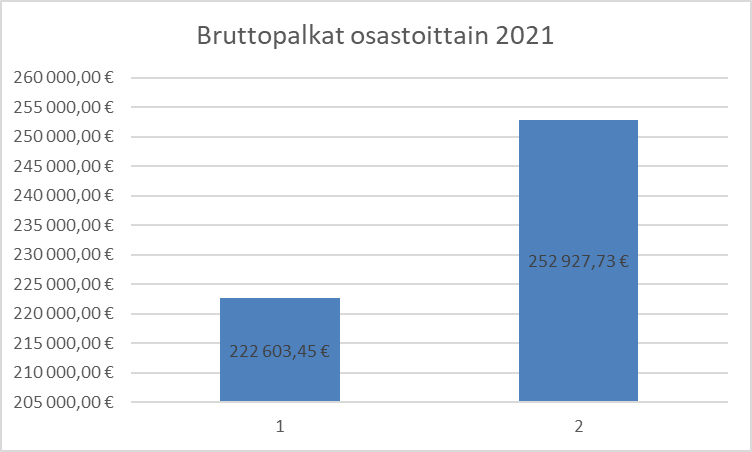 Bruttopalkat osastoittain 2021
260 000,00 €
255 000,00 €
250 000,00 €
245 000,00 €
240 000,00 €
235 000,00 €
230 000,00 €
225 000,00 €
220 000,00 €
215 000,00 €
210 000,00 €
205 000,00 €
222 603,45 €
252 927,73 €
1
2